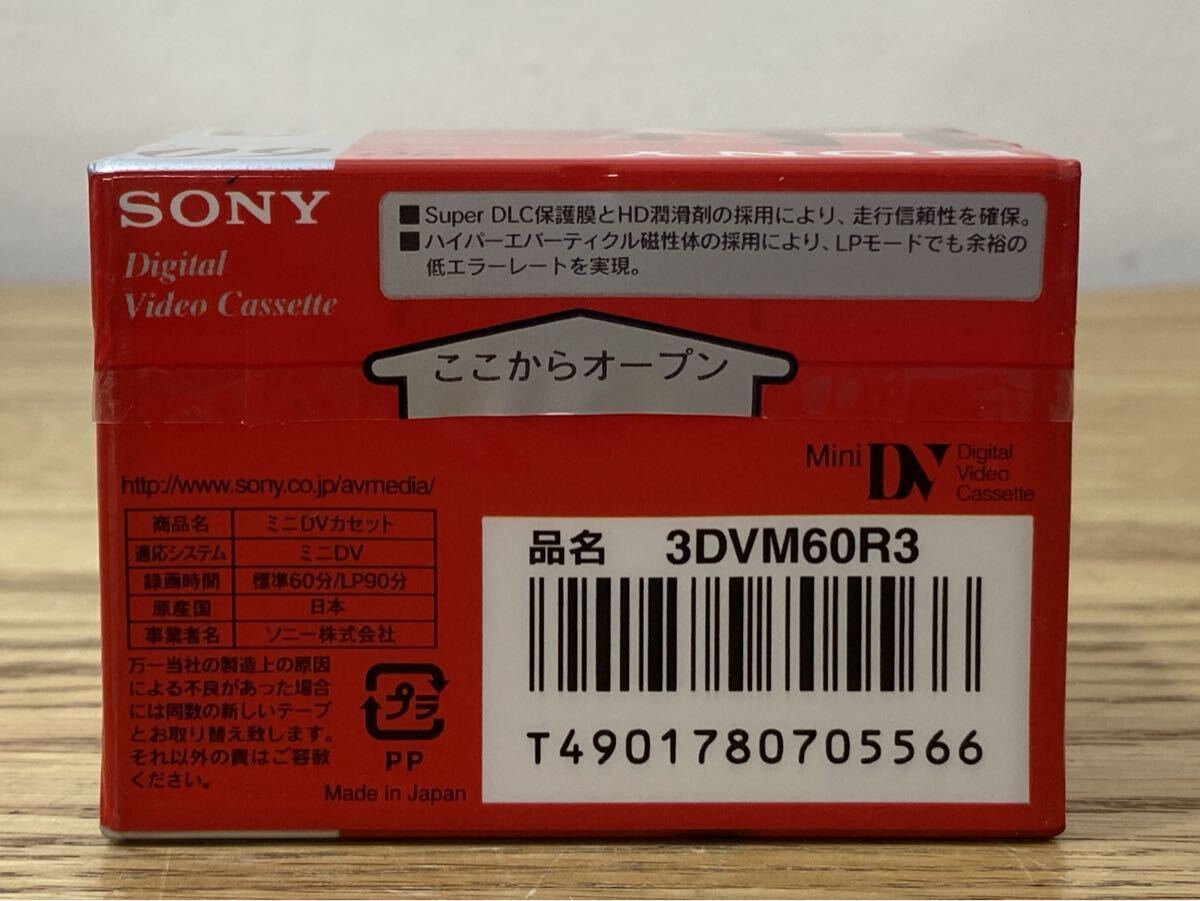 SONY
SONY
Digital
Video Cassette
■Super DLC保護膜とHD潤滑剤の採用により、走行信頼性を確保。
■ハイパーエバーティクル磁性体の採用により、LPモードでも余裕の
低エラーレートを実現。
ここからオープン
Mini DV Digital
Video
Cassette
http://www.sony.co.jp/avmedia/
商品名 ミニDVカセット
適応システム ミニDV
録画時間 標準60分/LP90分
原産国 日本
事業者名 ソニー株式会社
万一当社の製造上の原因
による不良があった場合
には同数の新しいテープ
とお取り替え致します。
それ以外の責はご容赦
ください。
プラ
PP
Made in Japan
品名 3DVM60R3
T4901780705566